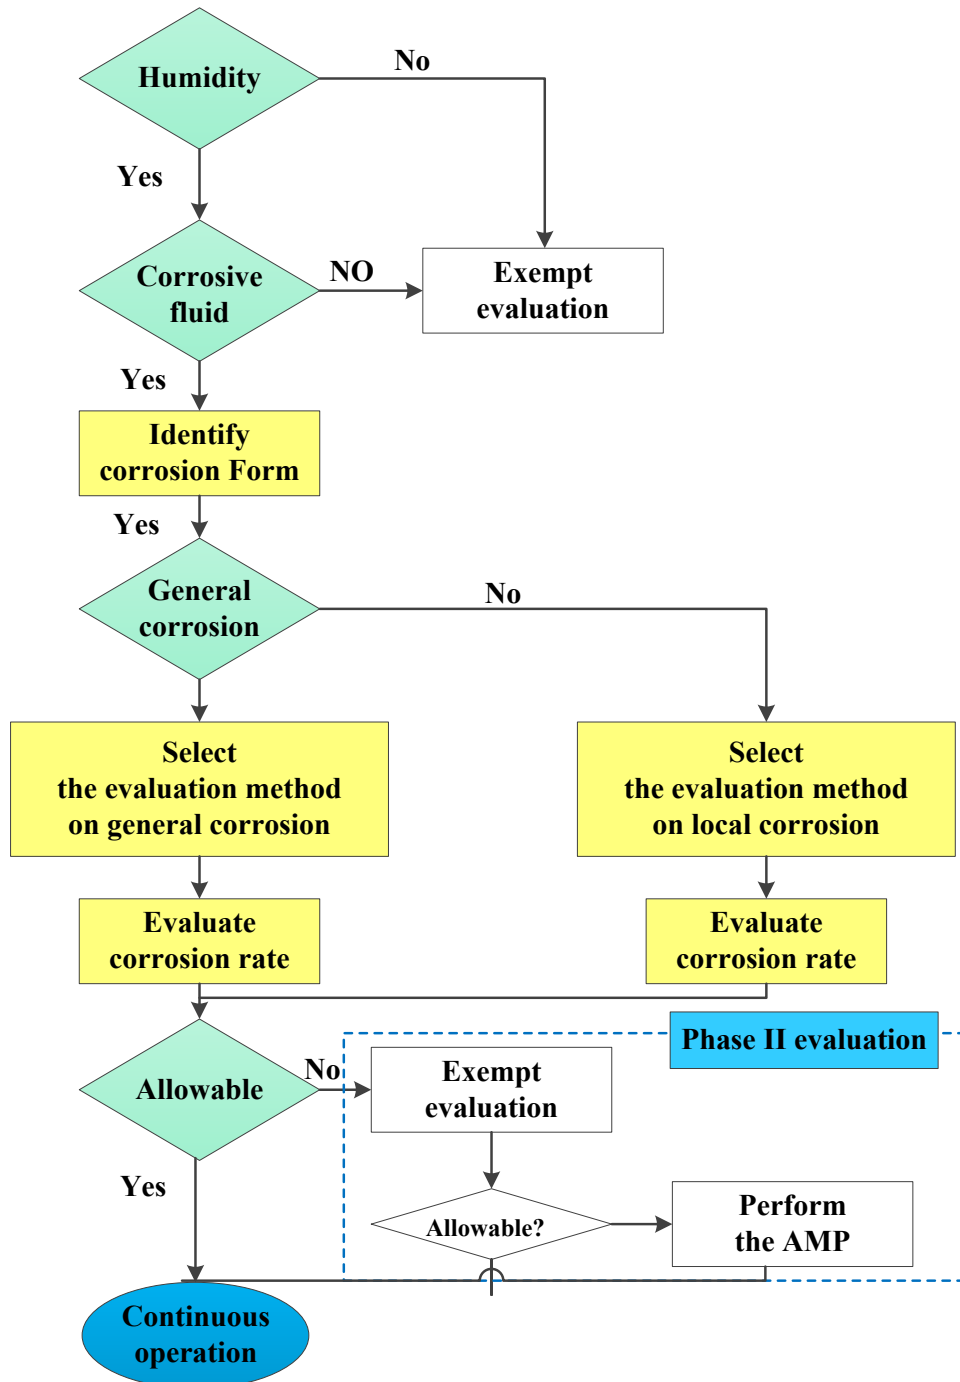 Humidity
No
Yes
Corrosive
fluid
NO
Exempt
evaluation
Yes
Identify
corrosion Form
Yes
General
corrosion
No
Select
the evaluation method
on general corrosion
Select
the evaluation method
on local corrosion
Evaluate
corrosion rate
Evaluate
corrosion rate
Phase II evaluation
Allowable
No
Exempt
evaluation
Yes
Allowable?
Perform
the AMP
Continuous
operation